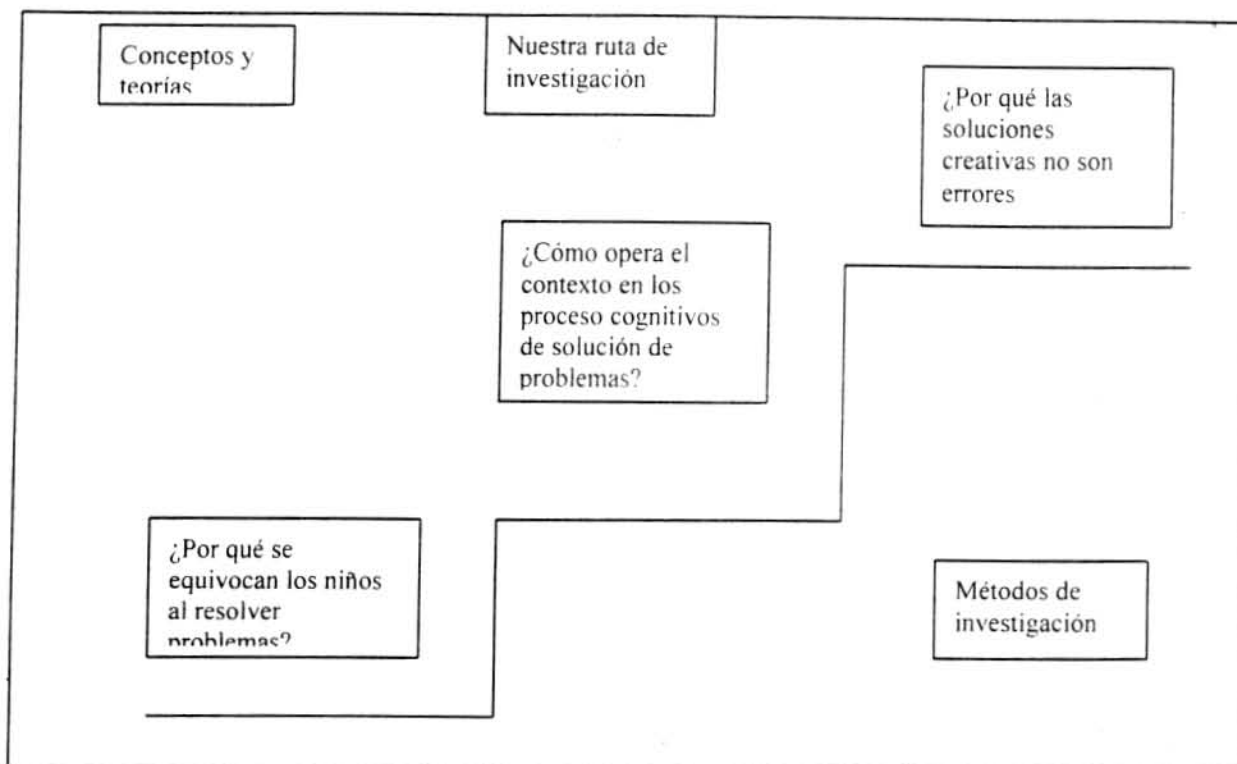 Conceptos y
teorías
Nuestra ruta de
investigación
¿Por qué las
soluciones
creativas no son
errores
¿Cómo opera el
contexto en los
proceso cognitivos
de solución de
problemas?
¿Por qué se
equivocan los niños
al resolver
problemas?
Métodos de
investigación